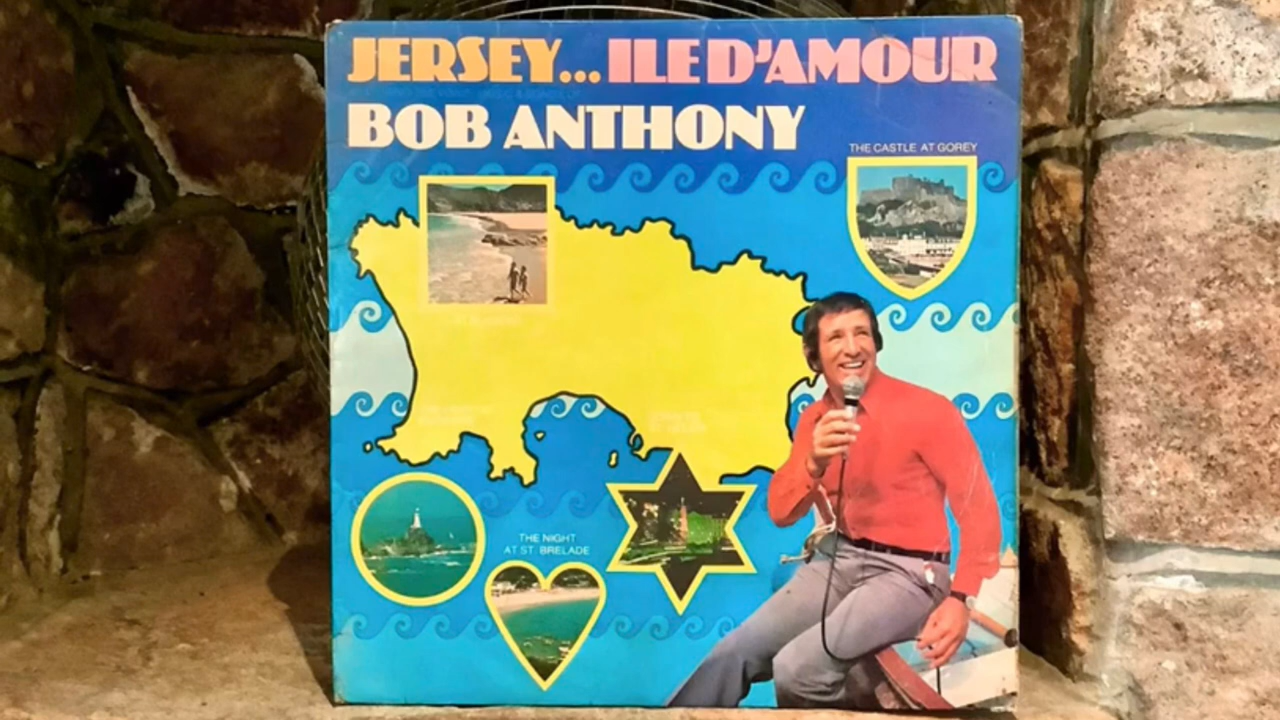 JERSEY... ILE D'AMOUR
BOB ANTHONY
THE CASTLE AT GOREY
THE NIGHT
AT ST. BRELADE